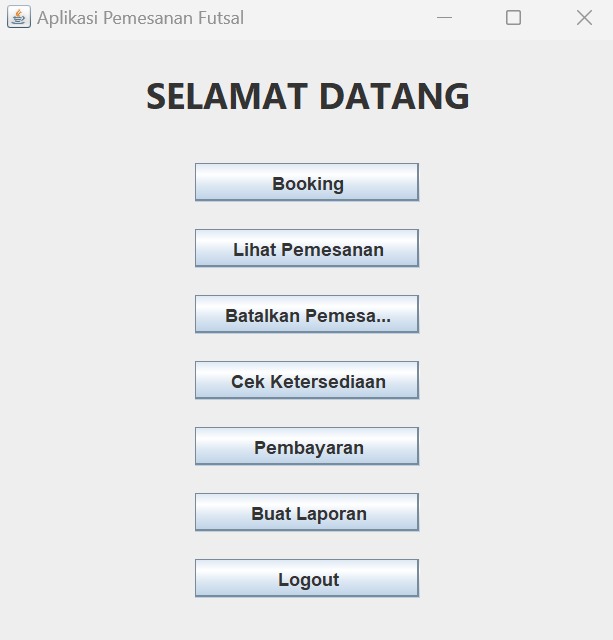 Aplikasi Pemesanan Futsal
SELAMAT DATANG
Booking
Lihat Pemesanan
Batalkan Pemesa...
Cek Ketersediaan
Pembayaran
Buat Laporan
Logout